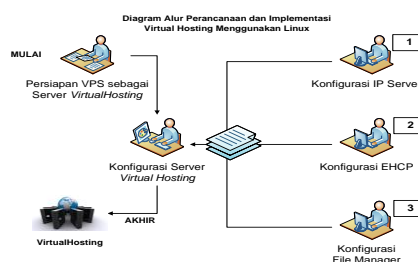 Diagram Alur Perancanaan dan Implementasi
Virtual Hosting Menggunakan Linux
MULAI
Persiapan VPS sebagai
Server VirtualHosting
Konfigurasi Server
Virtual Hosting
AKHIR
VirtualHosting
1
Konfigurasi IP Server
2
Konfigurasi EHCP
3
Konfigurasi
File Manager